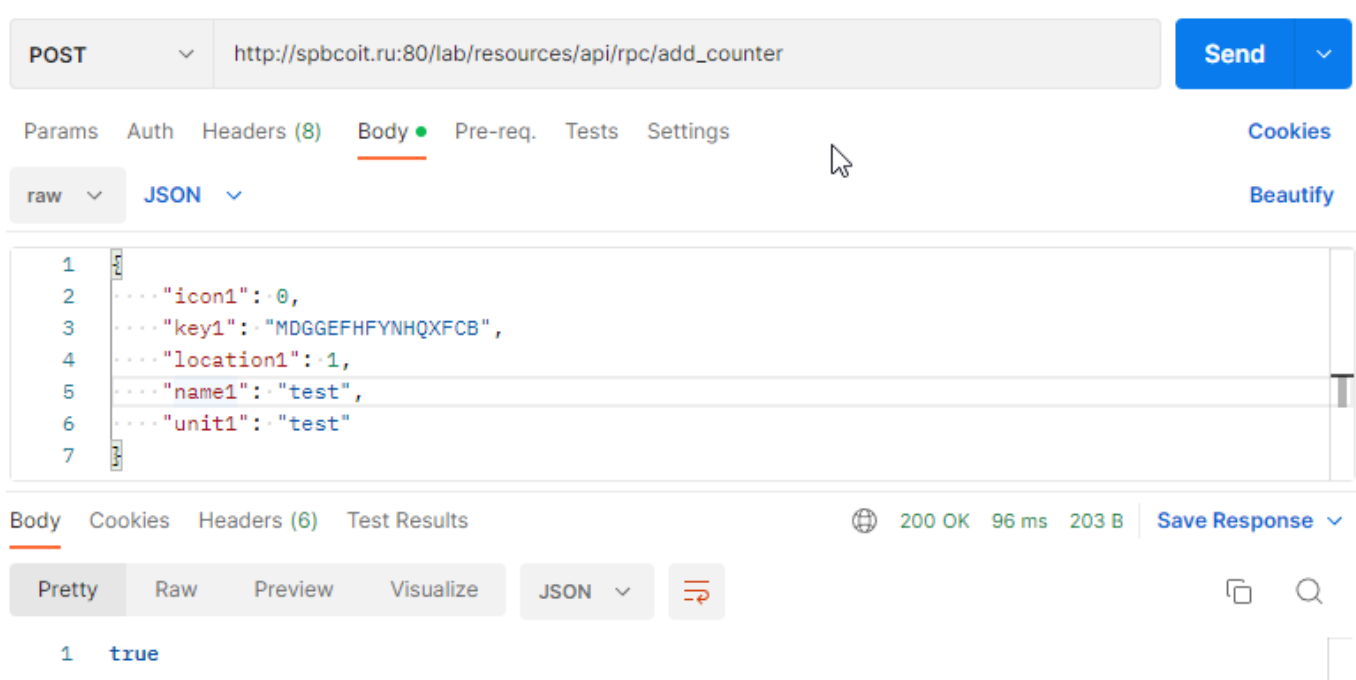 POST http://spbcoit.ru:80/lab/resources/api/rpc/add_counter Send
Params Auth Headers (8) Body Pre-req. Tests Settings Cookies
raw JSON Beautify
1 {
2 "icon1": 0,
3 "key1": "MDGGEFHFYNHQXFCB",
4 "location1": 1,
5 "name1": "test",
6 "unit1": "test"
7 }
Body Cookies Headers (6) Test Results 200 OK 96 ms 203 B Save Response
Pretty Raw Preview Visualize JSON
1 true